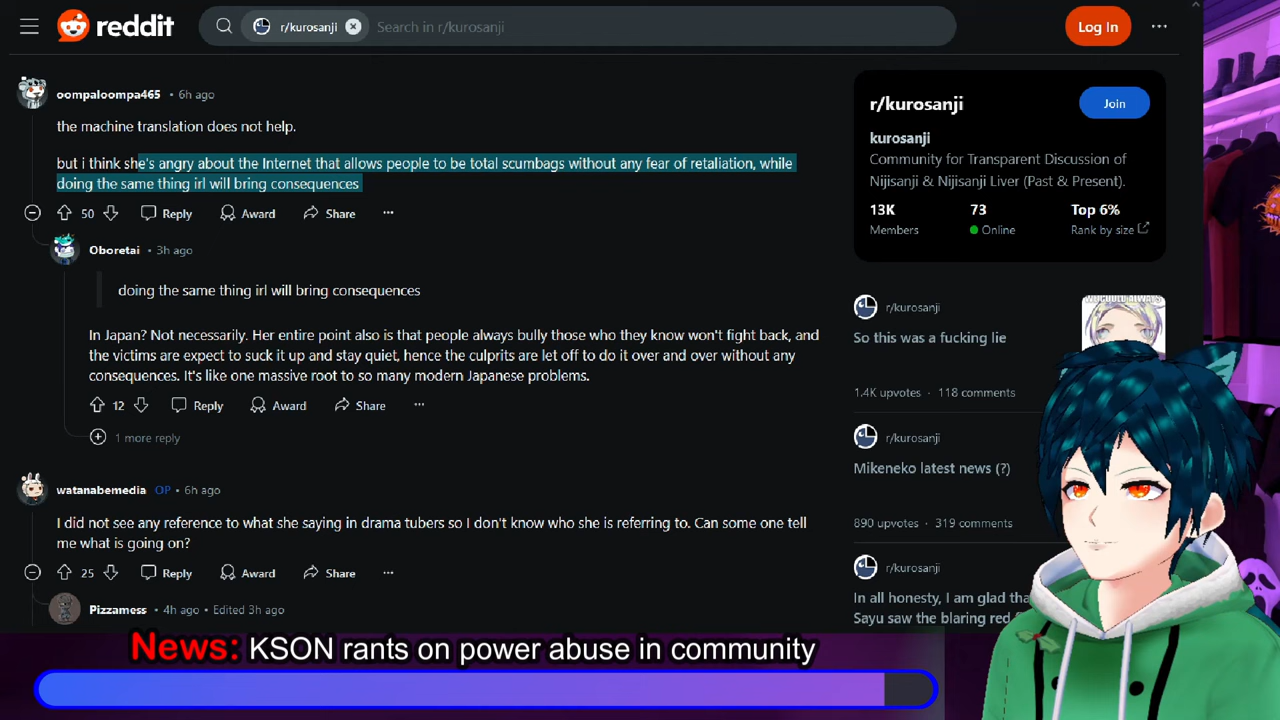 reddit
r/kurosanji
Search in r/kurosanji
Log In
oompaloompa465 • 6h ago
the machine translation does not help.
but i think she's angry about the Internet that allows people to be total scumbags without any fear of retaliation, while
doing the same thing irl will bring consequences
50 Reply Award Share
Oboretai • 3h ago
doing the same thing irl will bring consequences
In Japan? Not necessarily. Her entire point also is that people always bully those who they know won't fight back, and
the victims are expect to suck it up and stay quiet, hence the culprits are let off to do it over and over without any
consequences. It's like one massive root to so many modern Japanese problems.
12 Reply Award Share
1 more reply
watanabemedia OP • 6h ago
I did not see any reference to what she saying in drama tubers so I don't know who she is referring to. Can some one tell
me what is going on?
25 Reply Award Share
Pizzamess • 4h ago • Edited 3h ago
r/kurosanji
Join
kurosanji
Community for Transparent Discussion of
Nijisanji & Nijisanji Liver (Past & Present).
13K 73 Top 6%
Members Online Rank by size
r/kurosanji
So this was a fucking lie
1.4K upvotes • 118 comments
r/kurosanji
Mikeneko latest news (?)
890 upvotes • 319 comments
r/kurosanji
In all honesty, I am glad tha
Sayu saw the blaring red
News: KSON rants on power abuse in community